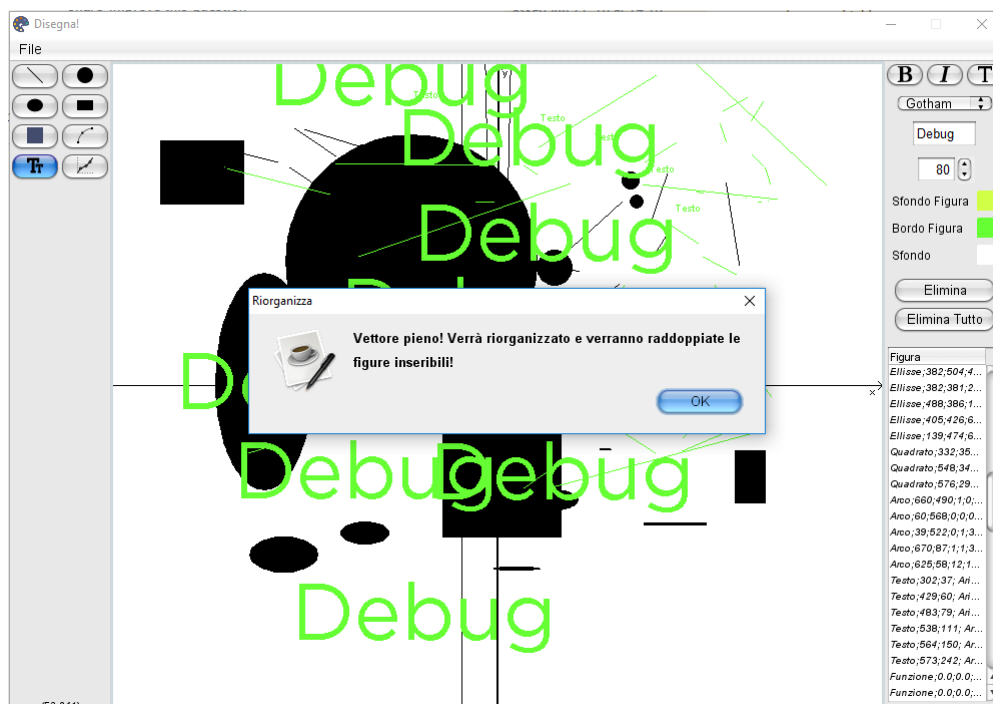 Disegna!
File
B I T
Gotham
Debug
80
Sfondo Figura
Bordo Figura
Sfondo
Elimina
Elimina Tutto
Figura
Ellisse;382;504;4...
Ellisse;382;381;2...
Ellisse;488;386;1...
Ellisse;405;426;6...
Ellisse;139;474;6...
Quadrato;332;35...
Quadrato;548;34...
Quadrato;576;29...
Arco;660;490;1;0;...
Arco;60;568;0;0;0...
Arco;39;522;0;1;3...
Arco;670;87;1;1;3...
Arco;625;58;12;1...
Testo;302;37; Ari...
Testo;429;60; Ari...
Testo;483;79; Ari...
Testo;538;111; Ar...
Testo;564;150; Ar...
Testo;573;242; Ar...
Funzione;0.0;0.0;...
Funzione;0.0;0.0;...
Debug
y
Testo
Debug
Testo
Testo
Testo
Debug
Testo
Riorganizza
Vettore pieno! Verrà riorganizzato e verranno raddoppiate le
figure inseribili!
OK
x
Debug
Debug
Debug